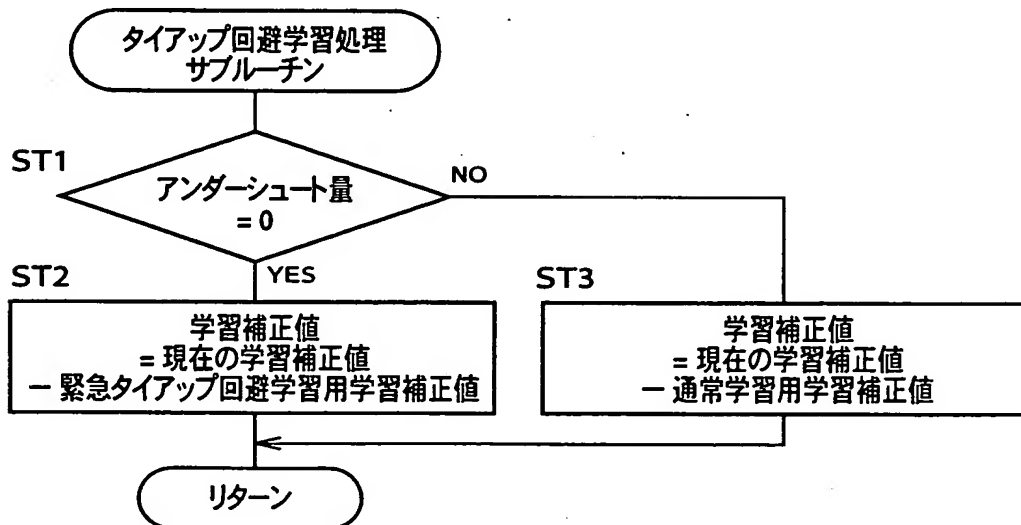 タイアップ回避学習処理
サブルーチン
ST1
アンダーシュート量
= 0
NO
YES
ST2
学習補正値
= 現在の学習補正値
− 緊急タイアップ回避学習用学習補正値
ST3
学習補正値
= 現在の学習補正値
− 通常学習用学習補正値
リターン